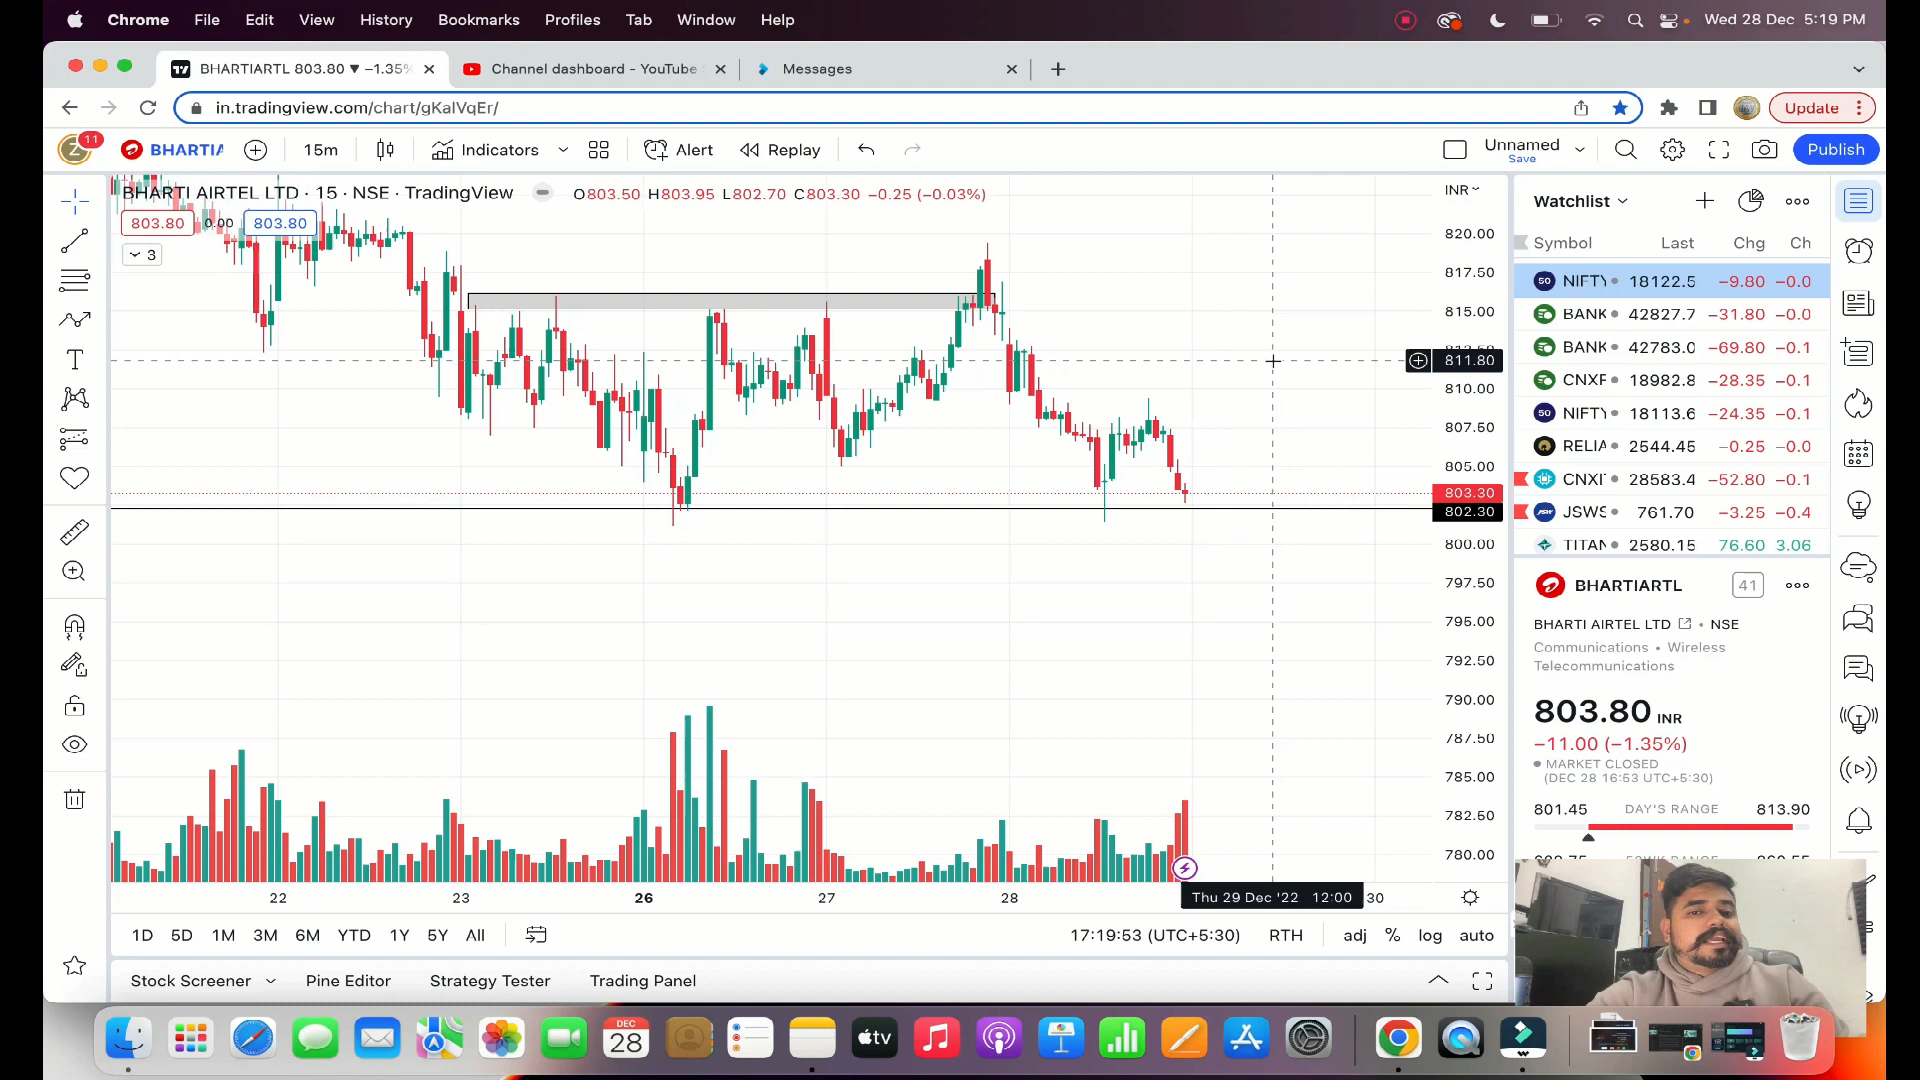 Chrome File Edit View History Bookmarks Profiles Tab Window Help Wed 28 Dec 5:19 PM
BHARTIARTL 803.80 ▼ −1.35% Channel dashboard - YouTube Messages
in.tradingview.com/chart/gKalVqEr/ Update
11 BHARTIA 15m Indicators Alert Replay Unnamed Save Publish
BHARTI AIRTEL LTD · 15 · NSE · TradingView O803.50 H803.95 L802.70 C803.30 −0.25 (−0.03%)
803.80 0.00 803.80
3
INR
820.00
817.50
815.00
811.80
810.00
807.50
805.00
803.30
802.30
800.00
797.50
795.00
792.50
790.00
787.50
785.00
782.50
780.00
22 23 26 27 28 Thu 29 Dec '22 12:00 30
1D 5D 1M 3M 6M YTD 1Y 5Y All 17:19:53 (UTC+5:30) RTH adj % log auto
Stock Screener Pine Editor Strategy Tester Trading Panel
Watchlist
Symbol Last Chg Ch
50 NIFTY 18122.5 −9.80 −0.0
BANK 42827.7 −31.80 −0.0
BANK 42783.0 −69.80 −0.1
CNXF 18982.8 −28.35 −0.1
50 NIFTY 18113.6 −24.35 −0.1
RELIA 2544.45 −0.25 −0.0
CNXI 28583.4 −52.80 −0.1
JSWS 761.70 −3.25 −0.4
TITAN 2580.15 76.60 3.06
BHARTIARTL 41
BHARTI AIRTEL LTD • NSE
Communications • Wireless
Telecommunications
803.80 INR
−11.00 (−1.35%)
MARKET CLOSED
(DEC 28 16:53 UTC+5:30)
801.45 DAY'S RANGE 813.90
DEC
28
tv